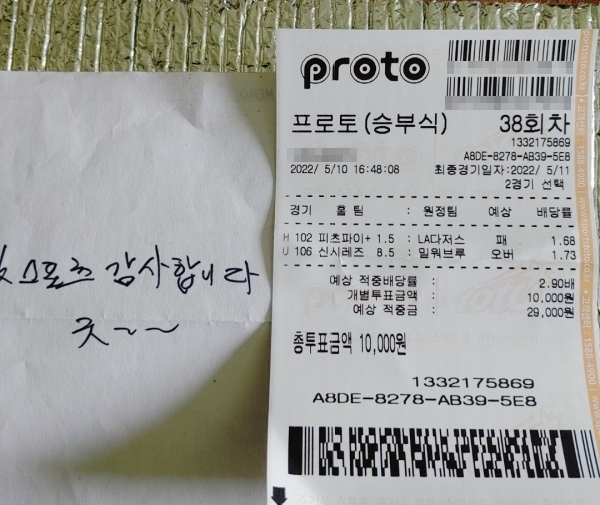 스포츠 감사합니다
굿~~
proto
프로토(승부식) 38회차
1332175869
A8DE-8278-AB39-5E8
2022/ 5/10 16:48:08 최종경기일자:2022/ 5/11
2경기 선택
경기 홈 팀 : 원정팀 예상 배당률
H 102 피츠파이+ 1.5 : LA다저스 패 1.68
U 106 신시레즈 8.5 : 밀워브루 오버 1.73
예상 적중배당률 : 2.90배
개별투표금액 : 10,000원
예상 적중금 : 29,000원
총투표금액 10,000원
1332175869
A8DE-8278-AB39-5E8